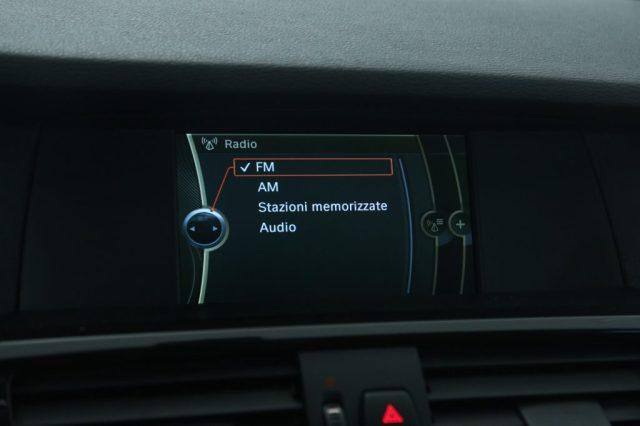 Radio
✓ FM
AM
Stazioni memorizzate
Audio